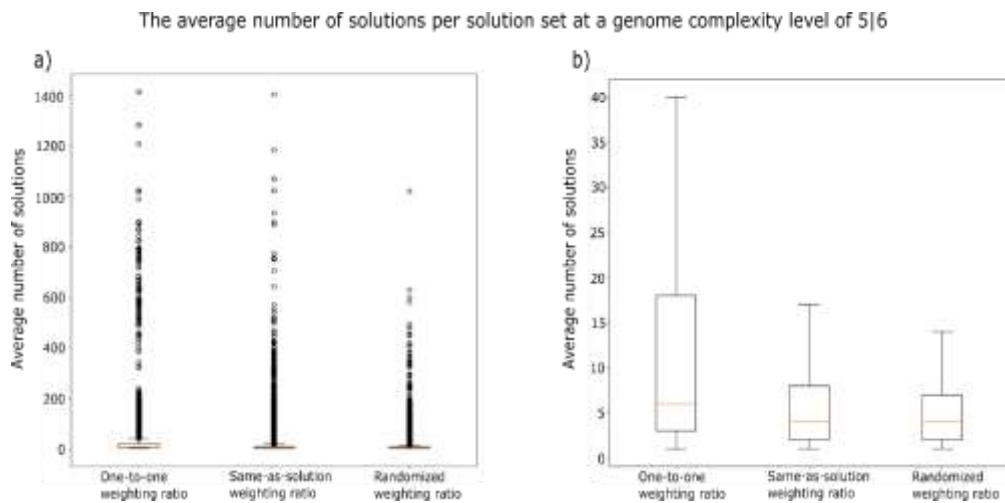 The average number of solutions per solution set at a genome complexity level of 5|6
a)
1400
1200
1000
800
600
400
200
0
Average number of solutions
One-to-one
weighting ratio
Same-as-solution
weighting ratio
Randomized
weighting ratio
b)
40
35
30
25
20
15
10
5
0
Average number of solutions
One-to-one
weighting ratio
Same-as-solution
weighting ratio
Randomized
weighting ratio